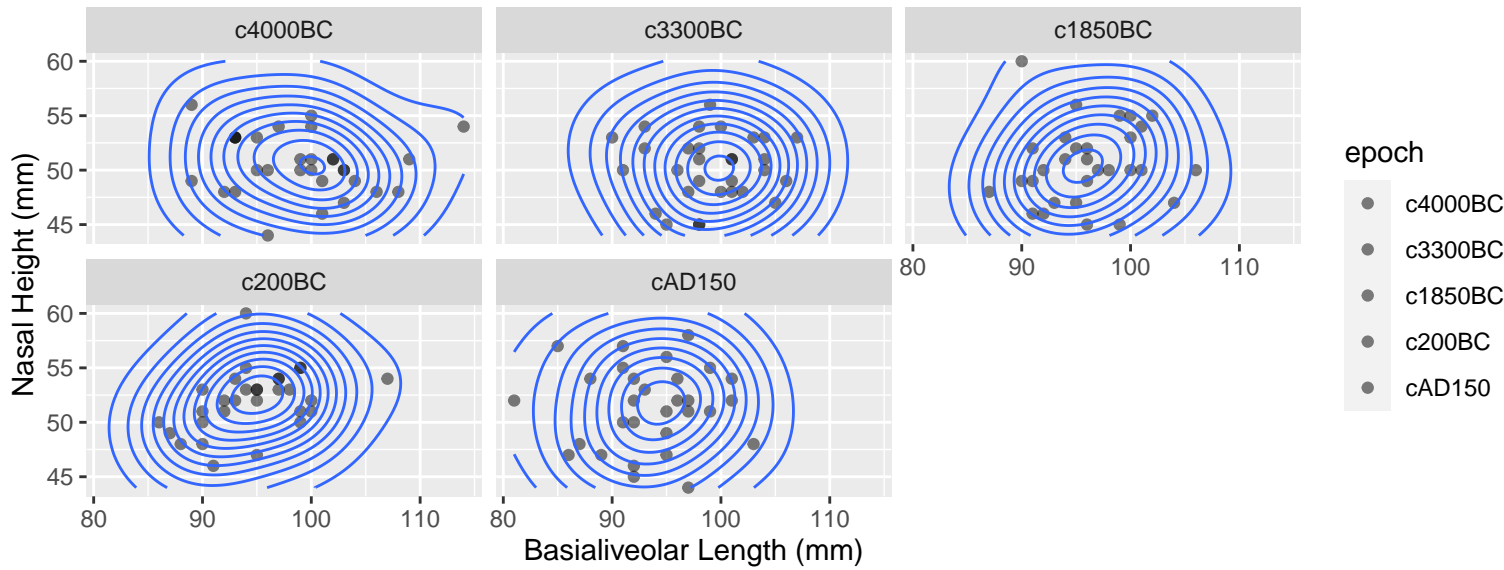 c4000BC c3300BC c1850BC
60
55
50
45
80 90 100 110
c200BC cAD150
60
55
50
45
80 90 100 110 80 90 100 110
Nasal Height (mm)
Basialiveolar Length (mm)
epoch
c4000BC
c3300BC
c1850BC
c200BC
cAD150